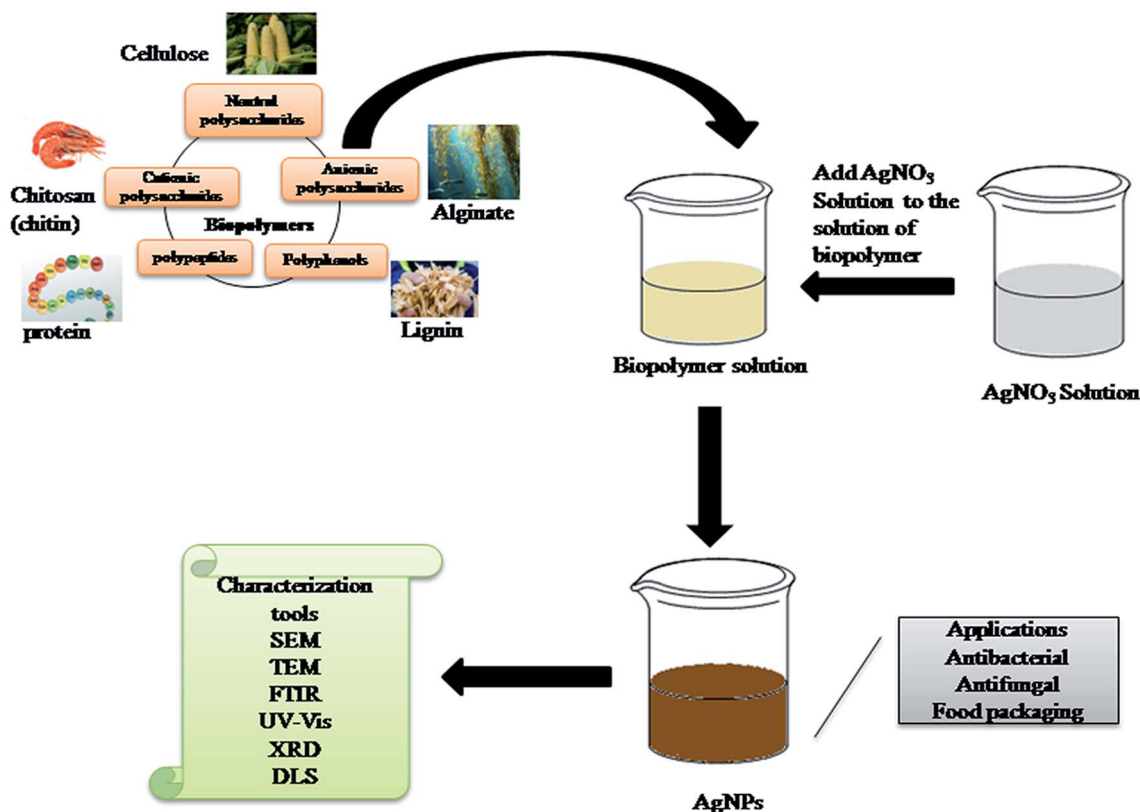 Cellulose
Neutral
polysaccharides
Cationic
polysaccharides
Anionic
polysaccharides
Chitosan
(chitin)
Alginate
Biopolymers
polypeptides
Polyphenols
protein
Lignin
Add AgNO₃
Solution to the
solution of
biopolymer
Biopolymer solution
AgNO₃ Solution
Characterization
tools
SEM
TEM
FTIR
UV-Vis
XRD
DLS
Applications
Antibacterial
Antifungal
Food packaging
AgNPs